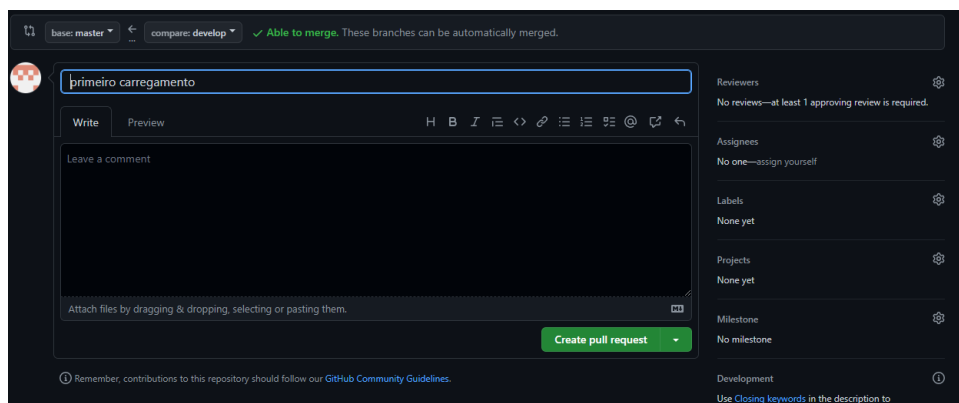 base: master compare: develop Able to merge. These branches can be automatically merged.
primeiro carregamento
Write Preview
Leave a comment
Attach files by dragging & dropping, selecting or pasting them.
Create pull request
Remember, contributions to this repository should follow our GitHub Community Guidelines.
Reviewers
No reviews—at least 1 approving review is required.
Assignees
No one—assign yourself
Labels
None yet
Projects
None yet
Milestone
No milestone
Development
Use Closing keywords in the description to